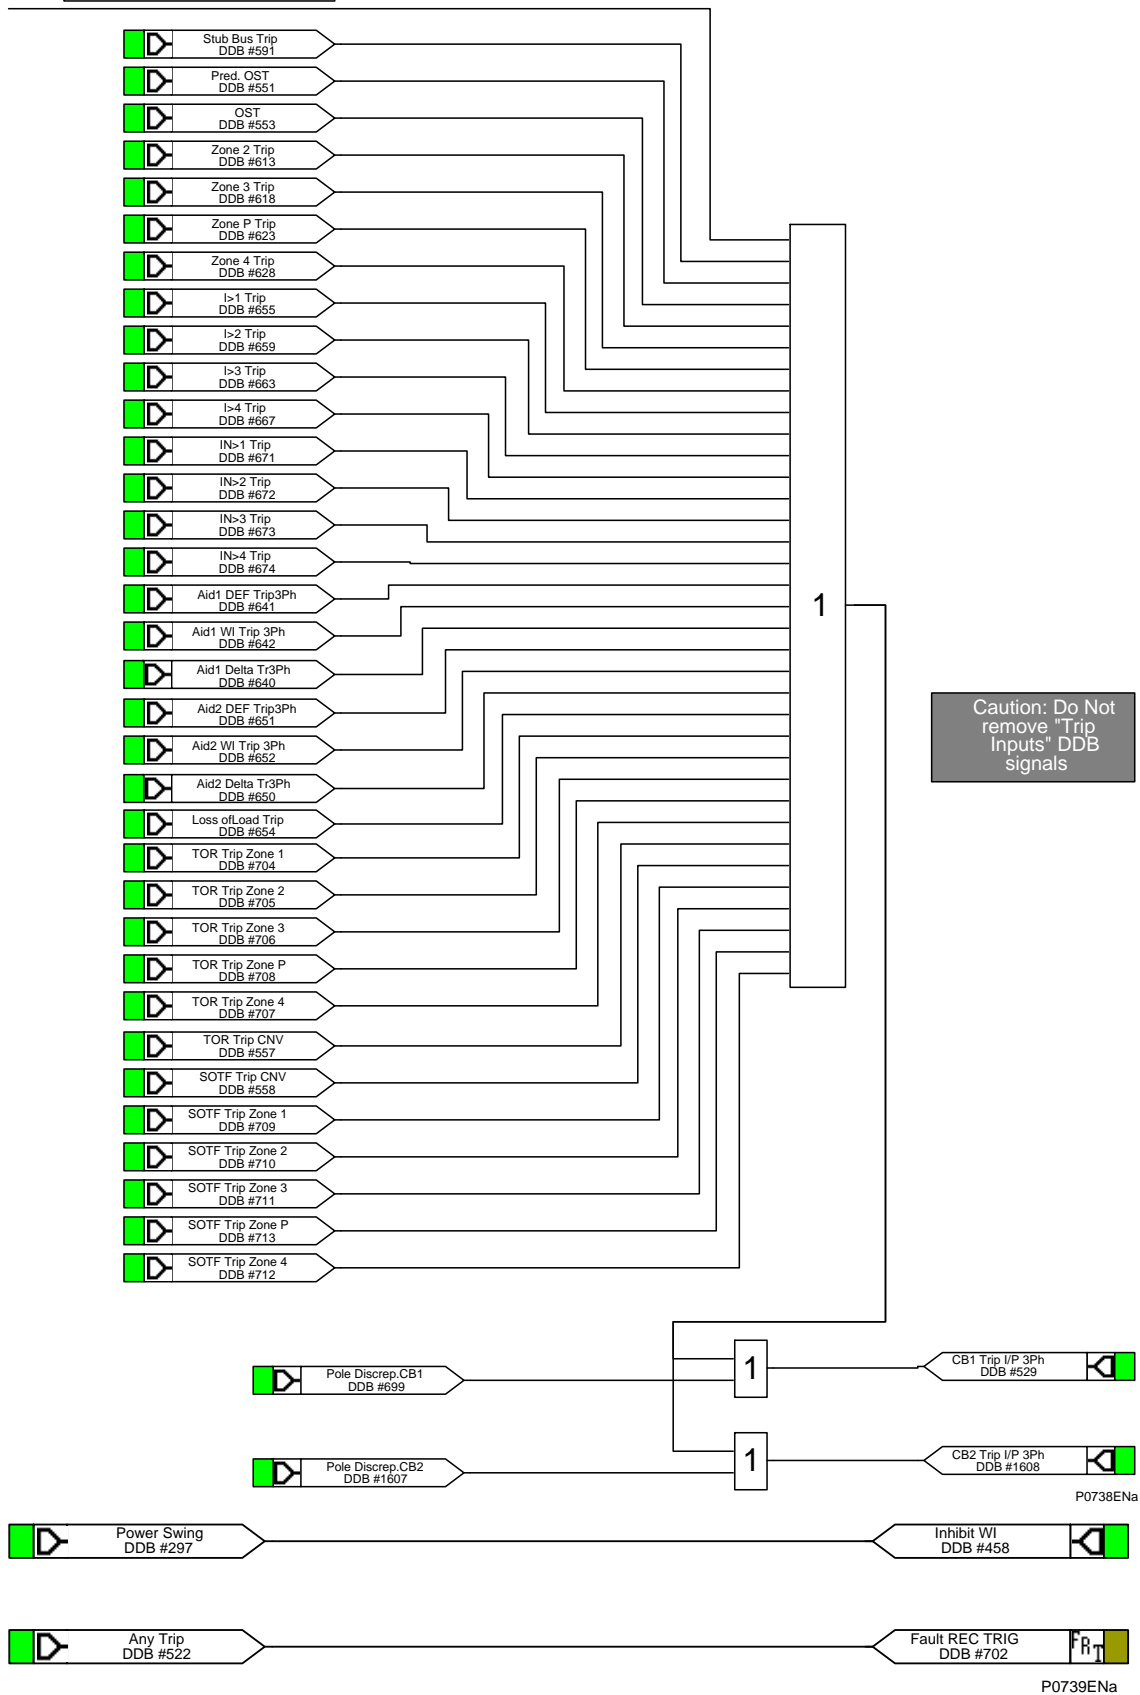 Stub Bus Trip
DDB #591
Pred. OST
DDB #551
OST
DDB #553
Zone 2 Trip
DDB #613
Zone 3 Trip
DDB #618
Zone P Trip
DDB #623
Zone 4 Trip
DDB #628
I>1 Trip
DDB #655
I>2 Trip
DDB #659
I>3 Trip
DDB #663
I>4 Trip
DDB #667
IN>1 Trip
DDB #671
IN>2 Trip
DDB #672
IN>3 Trip
DDB #673
IN>4 Trip
DDB #674
Aid1 DEF Trip3Ph
DDB #641
Aid1 WI Trip 3Ph
DDB #642
Aid1 Delta Tr3Ph
DDB #640
Aid2 DEF Trip3Ph
DDB #651
Aid2 WI Trip 3Ph
DDB #652
Aid2 Delta Tr3Ph
DDB #650
Loss ofLoad Trip
DDB #654
TOR Trip Zone 1
DDB #704
TOR Trip Zone 2
DDB #705
TOR Trip Zone 3
DDB #706
TOR Trip Zone P
DDB #708
TOR Trip Zone 4
DDB #707
TOR Trip CNV
DDB #557
SOTF Trip CNV
DDB #558
SOTF Trip Zone 1
DDB #709
SOTF Trip Zone 2
DDB #710
SOTF Trip Zone 3
DDB #711
SOTF Trip Zone P
DDB #713
SOTF Trip Zone 4
DDB #712
1
Caution: Do Not
remove "Trip
Inputs" DDB
signals
Pole Discrep.CB1
DDB #699
1
CB1 Trip I/P 3Ph
DDB #529
Pole Discrep.CB2
DDB #1607
1
CB2 Trip I/P 3Ph
DDB #1608
P0738ENa
Power Swing
DDB #297
Inhibit WI
DDB #458
Any Trip
DDB #522
Fault REC TRIG
DDB #702
FRT
P0739ENa